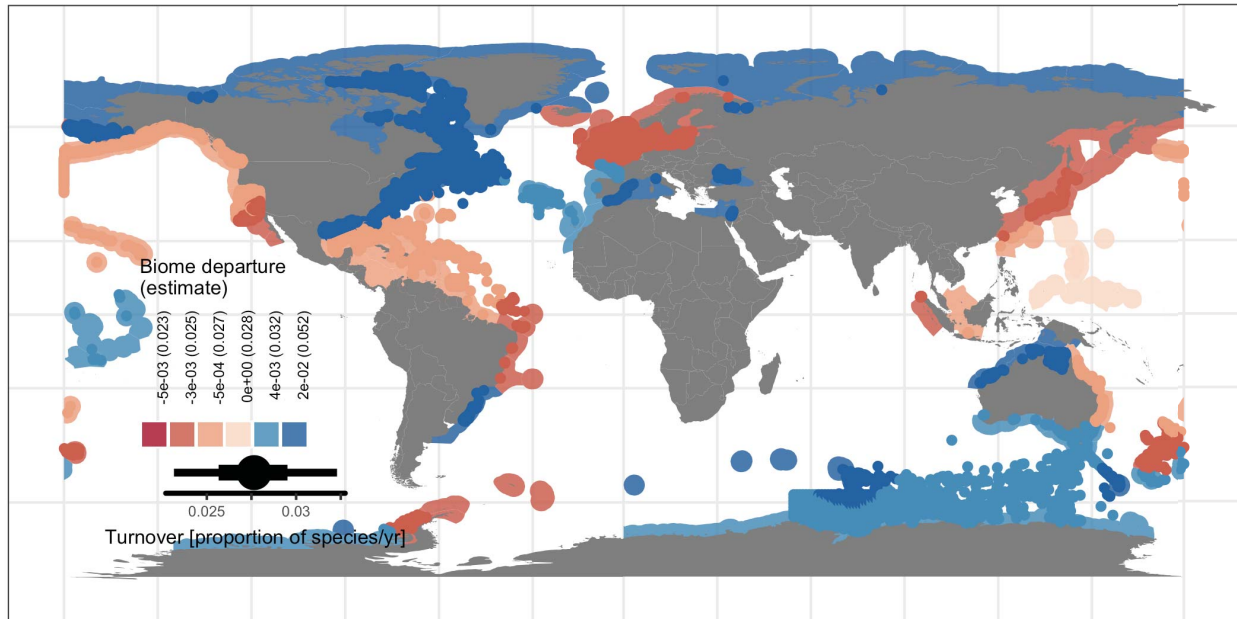 Biome departure
(estimate)
-5e-03 (0.023)
-3e-03 (0.025)
-5e-04 (0.027)
0e+00 (0.028)
4e-03 (0.032)
2e-02 (0.052)
0.025 0.03
Turnover [proportion of species/yr]